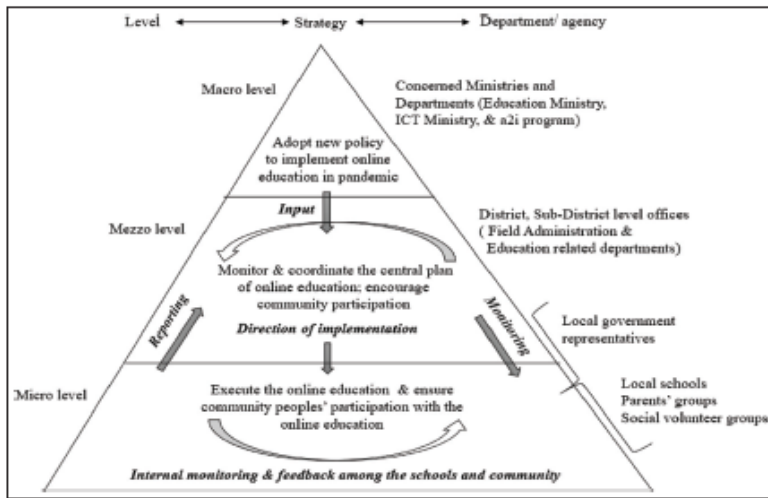 Level
Strategy
Department/ agency
Macro level
Concerned Ministries and
Departments (Education Ministry,
ICT Ministry, & a2i program)
Adopt new policy
to implement online
education in pandemic
Input
Mezzo level
District, Sub-District level offices
( Field Administration &
Education related departments)
Monitor & coordinate the central plan
of online education; encourage
community participation
Reporting
Direction of implementation
Monitoring
Local government
representatives
Micro level
Execute the online education & ensure
community peoples' participation with the
online education
Local schools
Parents' groups
Social volunteer groups
Internal monitoring & feedback among the schools and community